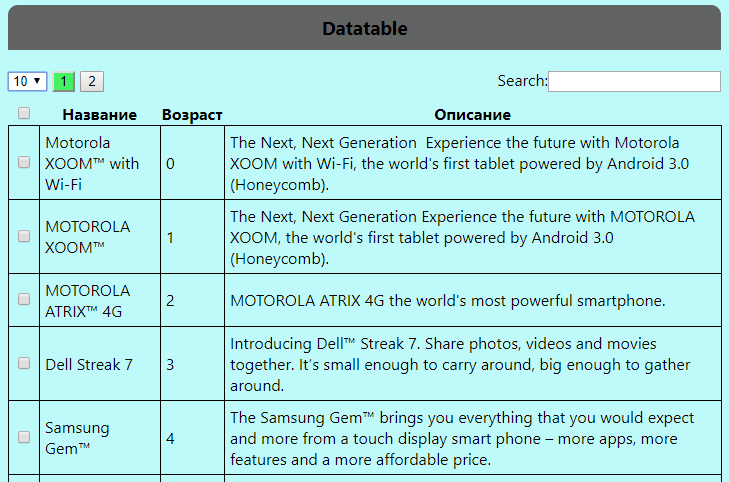 Datatable
10 1 2 Search:
Название Возраст Описание
Motorola XOOM™ with Wi-Fi
0
The Next, Next Generation  Experience the future with Motorola
XOOM with Wi-Fi, the world's first tablet powered by Android 3.0
(Honeycomb).
MOTOROLA XOOM™
1
The Next, Next Generation Experience the future with MOTOROLA
XOOM, the world's first tablet powered by Android 3.0
(Honeycomb).
MOTOROLA ATRIX™ 4G
2
MOTOROLA ATRIX 4G the world's most powerful smartphone.
Dell Streak 7
3
Introducing Dell™ Streak 7. Share photos, videos and movies
together. It’s small enough to carry around, big enough to gather
around.
Samsung Gem™
4
The Samsung Gem™ brings you everything that you would expect
and more from a touch display smart phone – more apps, more
features and a more affordable price.